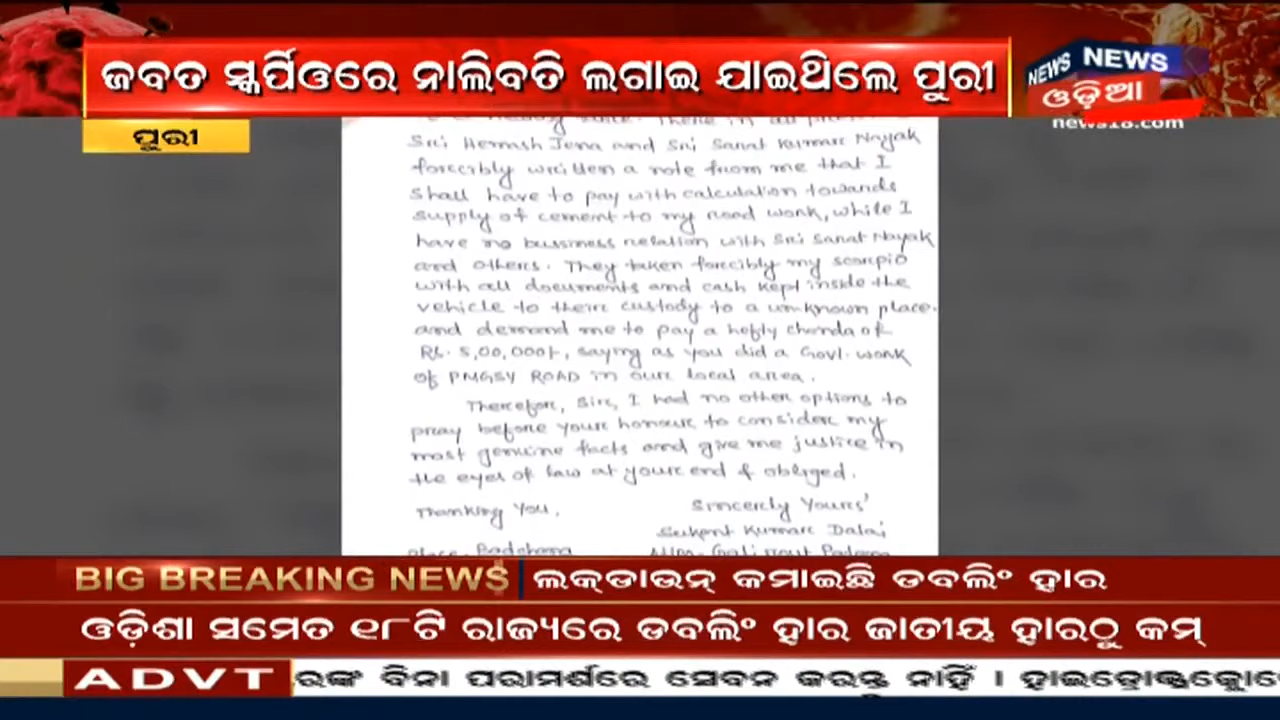 ଜବତ ସ୍କର୍ପିଓରେ ନାଲିବତି ଲଗାଇ ଯାଇଥିଲେ ପୁରୀ
NEWS NEWS
ଓଡ଼ିଆ
news18.com
ପୁରୀ
Sri Hemash Jena and Sri Sanat Kumar Nayak
forcibly written a note from me that I
Shall have to pay with calculation towards
supply of cement to my road work, while I
have no bussiness relation with Sri Sanat Nayak
and others. They taken forcibly my scorpio
with all documents and cash kept inside the
vehicle to their custody to a unknown place.
and demand me to pay a hefty chanda of
Rs. 5,00,000/-, saying as you did a Govt. work
of PMGSY ROAD in our local area.
Therefore, Sir, I had no other options to
pray before your honour to consider my
most genuine facts and give me justice in
the eyes of law at your end & obliged.
Thanking You,
Sincerly Yours'
Sukant Kumar Dalai
Place- Badchana
BIG BREAKING NEWS
ଲକ୍‌ଡାଉନ୍ କମାଇଛି ଡବଲିଂ ହାର
ଓଡ଼ିଶା ସମେତ ୧୮ଟି ରାଜ୍ୟରେ ଡବଲିଂ ହାର ଜାତୀୟ ହାରଠୁ କମ୍
ADVT
ରଙ୍କ ବିନା ପରାମର୍ଶରେ ସେବନ କରନ୍ତୁ ନାହିଁ । ହାଇଡ୍ରୋକ୍ସିକ୍ଲୋରୋ